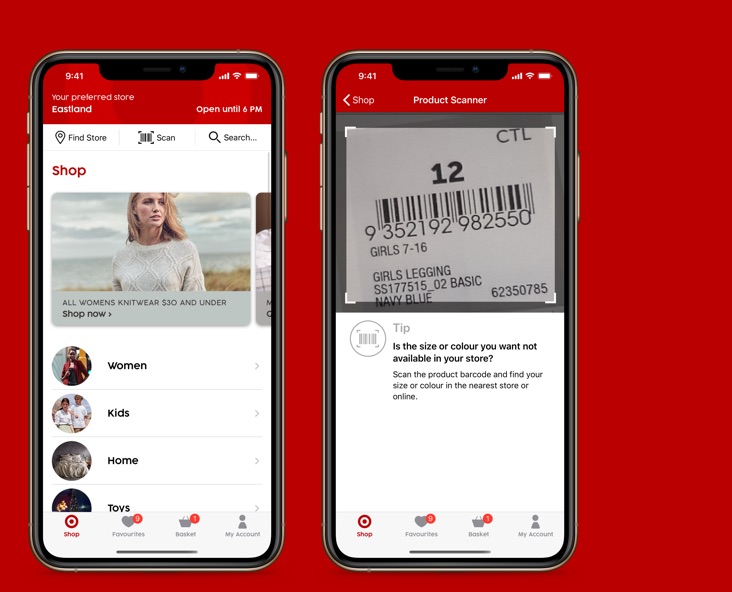 9:41
Your preferred store
Eastland
Open until 6 PM
Find Store
Scan
Search...
Shop
ALL WOMENS KNITWEAR $30 AND UNDER
Shop now ›
Women
Kids
Home
Toys
9
1
Shop
Favourites
Basket
My Account
9:41
Shop
Product Scanner
CTL
12
9 352192 982550
GIRLS 7-16
GIRLS LEGGING
SS177515_02 BASIC
NAVY BLUE
62350785
Tip
Is the size or colour you want not
available in your store?
Scan the product barcode and find your
size or colour in the nearest store or
online.
9
1
Shop
Favourites
Basket
My Account